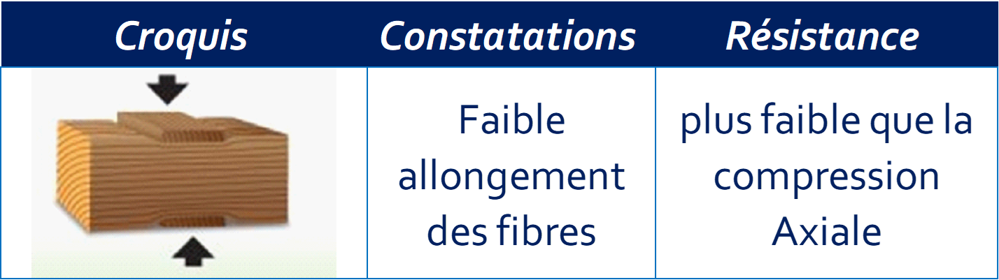 Croquis
Constatations
Résistance
Faible
allongement
des fibres
plus faible que la
compression
Axiale